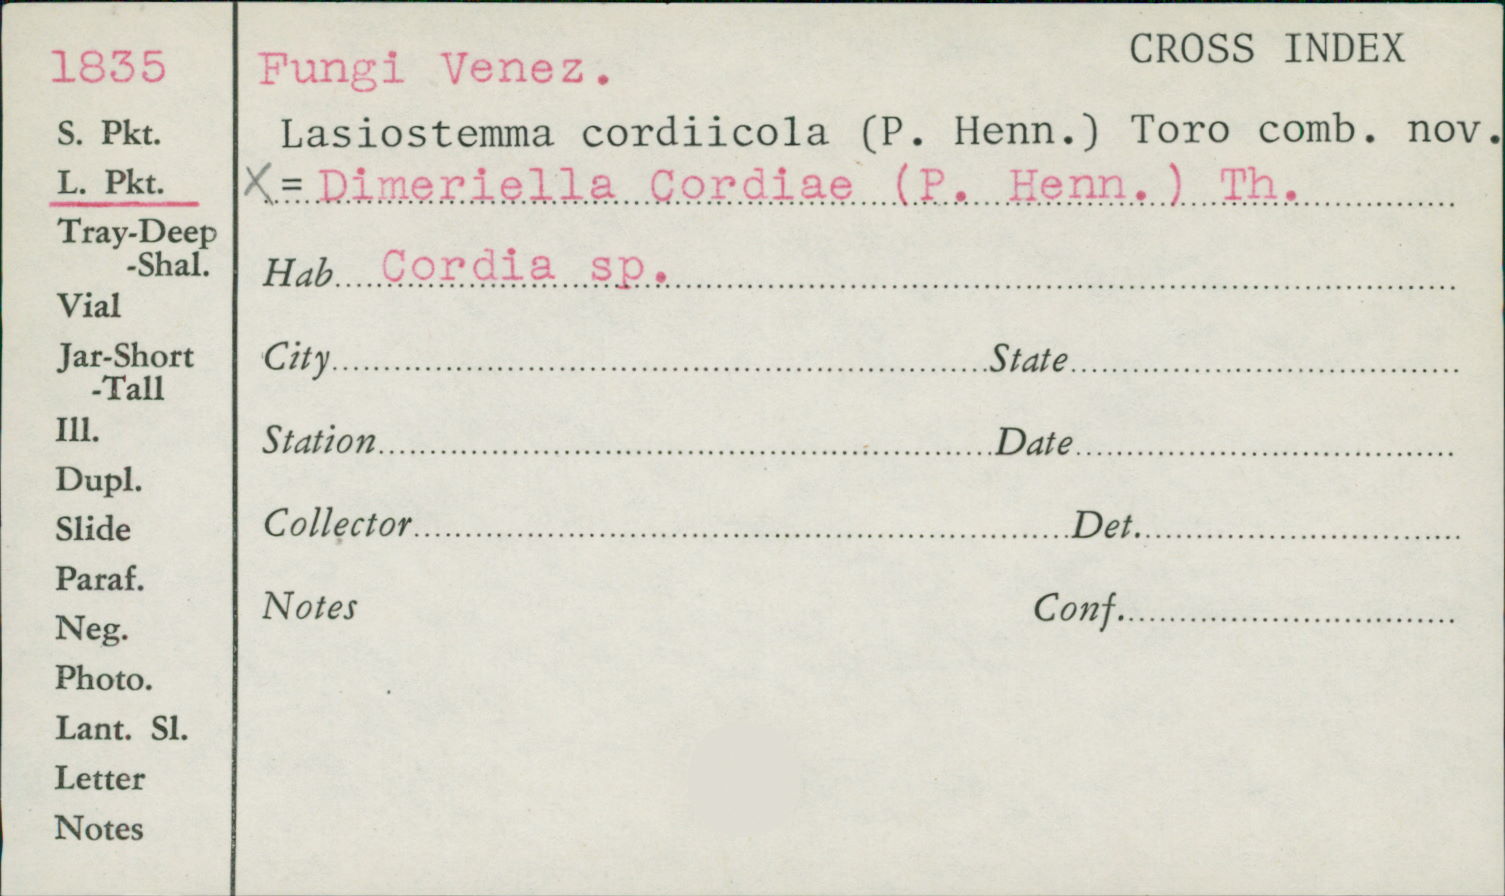 1835
S. Pkt.
L. Pkt.
Tray-Deep
-Shal.
Vial
Jar-Short
-Tall
Ill.
Dupl.
Slide
Paraf.
Neg.
Photo.
Lant. Sl.
Letter
Notes
CROSS INDEX
Fungi Venez.
Lasiostemma cordiicola (P. Henn.) Toro comb. nov.
X = Dimeriella Cordiae (P. Henn.) Th.
Hab.... Cordia sp.
City State
Station Date
Collector Det.
Notes Conf.